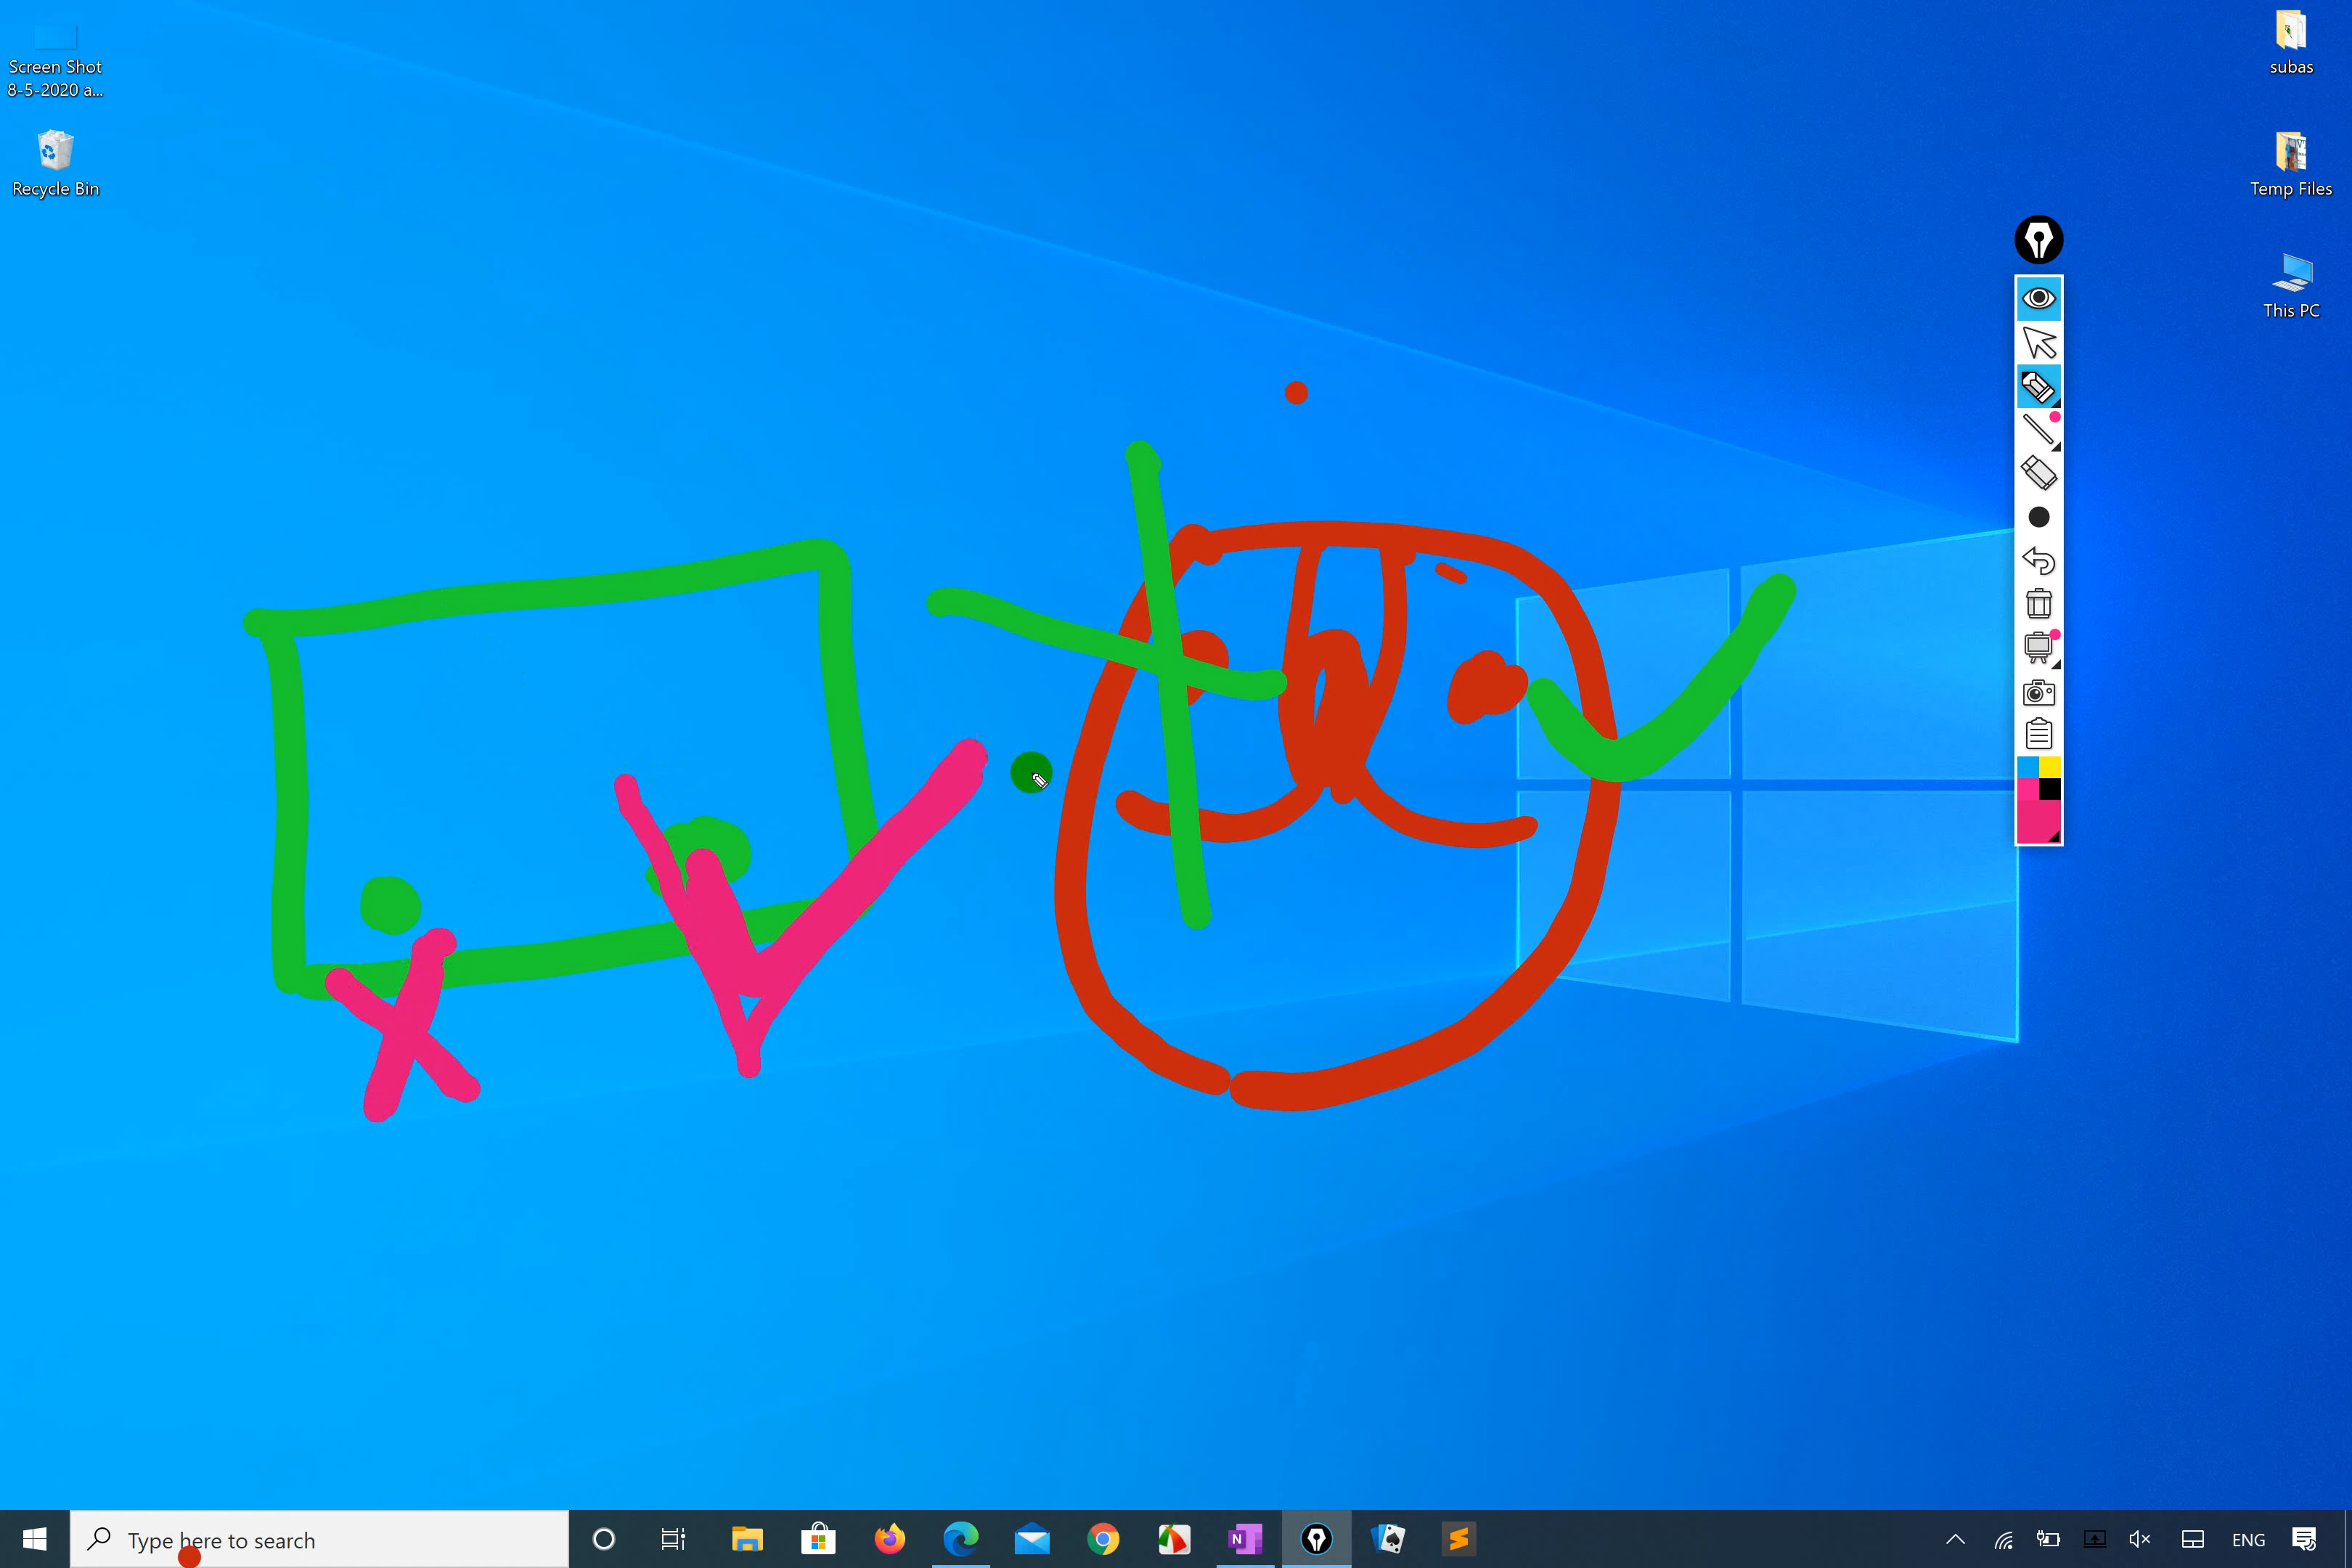 Screen Shot
8-5-2020 a...
Recycle Bin
subas
Temp Files
This PC
Type here to search
ENG